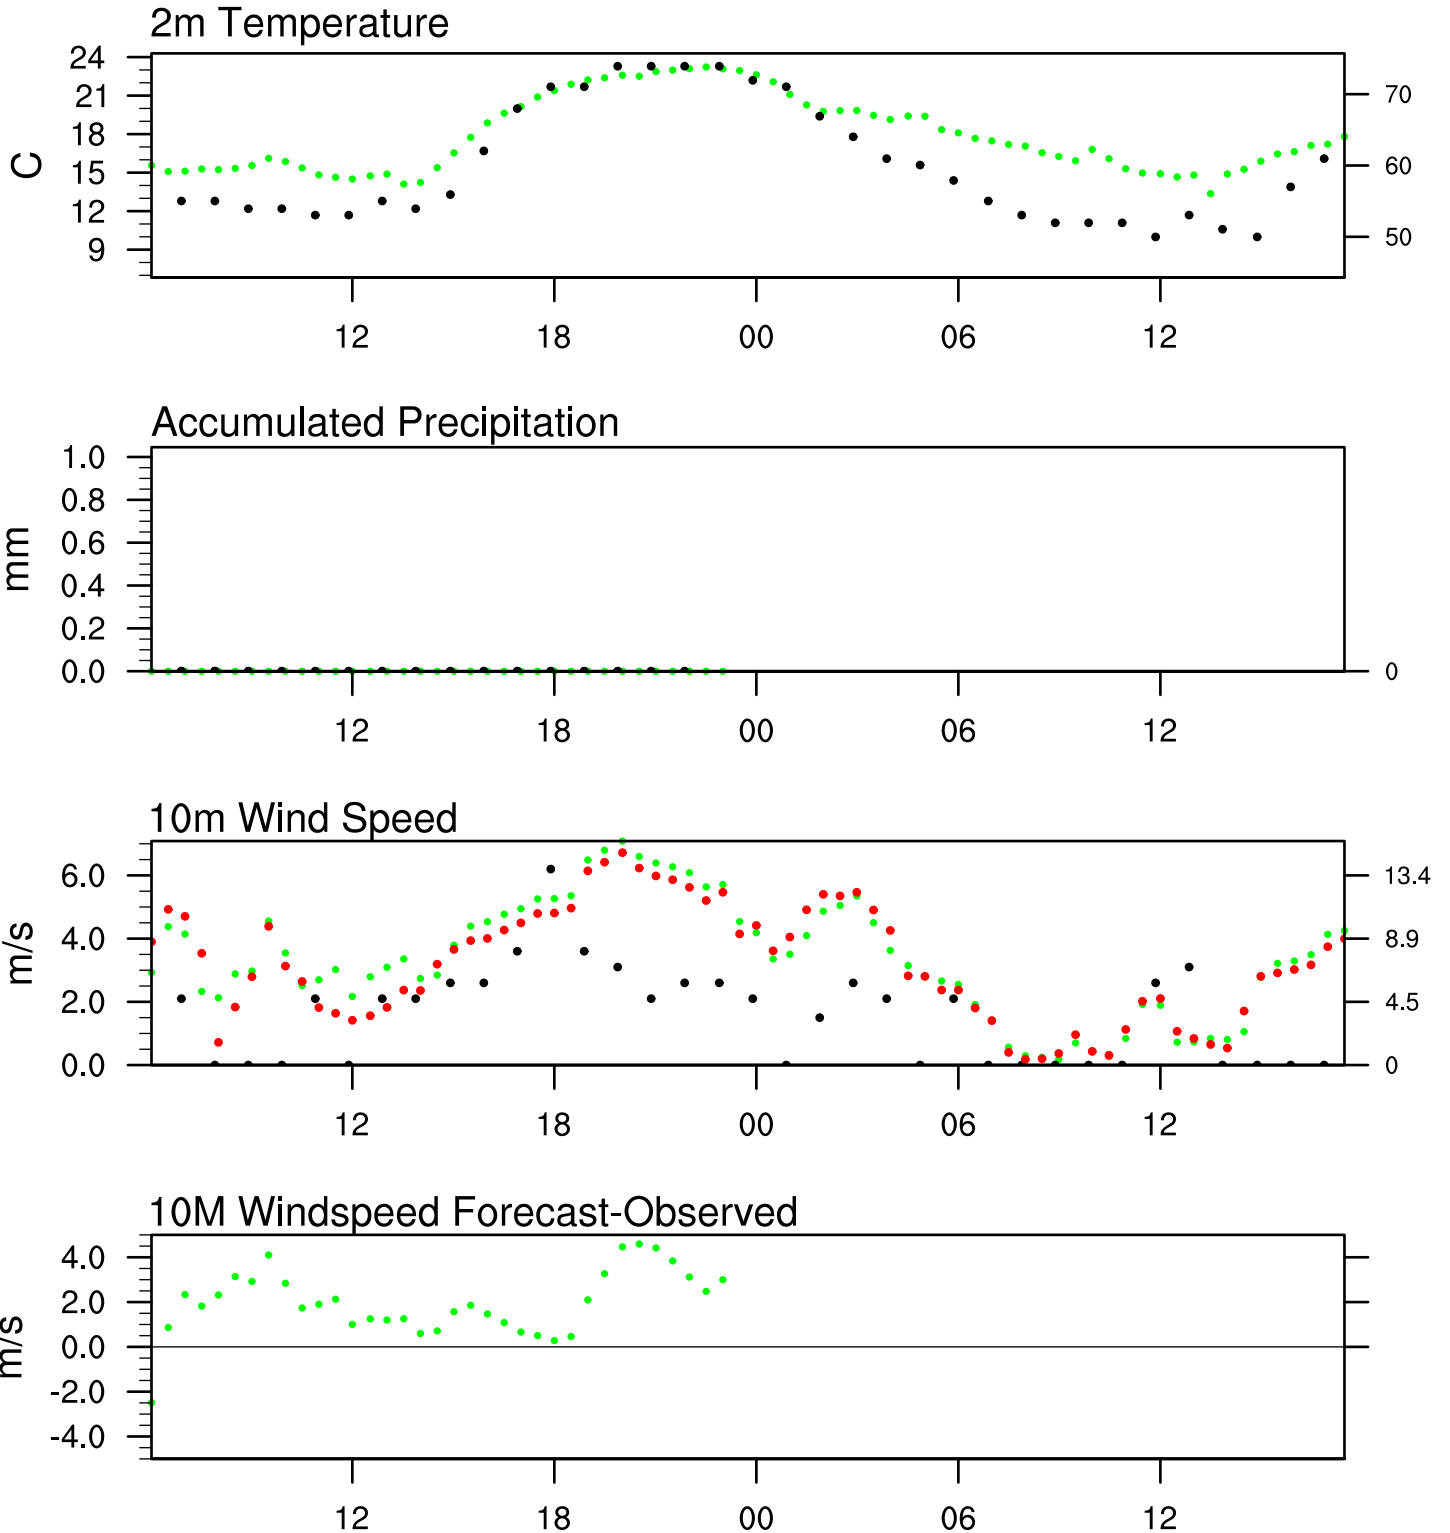 2m Temperature
24
21
18
15
12
9
C
70
60
50
12 18 00 06 12
Accumulated Precipitation
1.0
0.8
0.6
0.4
0.2
0.0
mm
0
12 18 00 06 12
10m Wind Speed
6.0
4.0
2.0
0.0
m/s
13.4
8.9
4.5
0
12 18 00 06 12
10M Windspeed Forecast-Observed
4.0
2.0
0.0
-2.0
-4.0
m/s
12 18 00 06 12